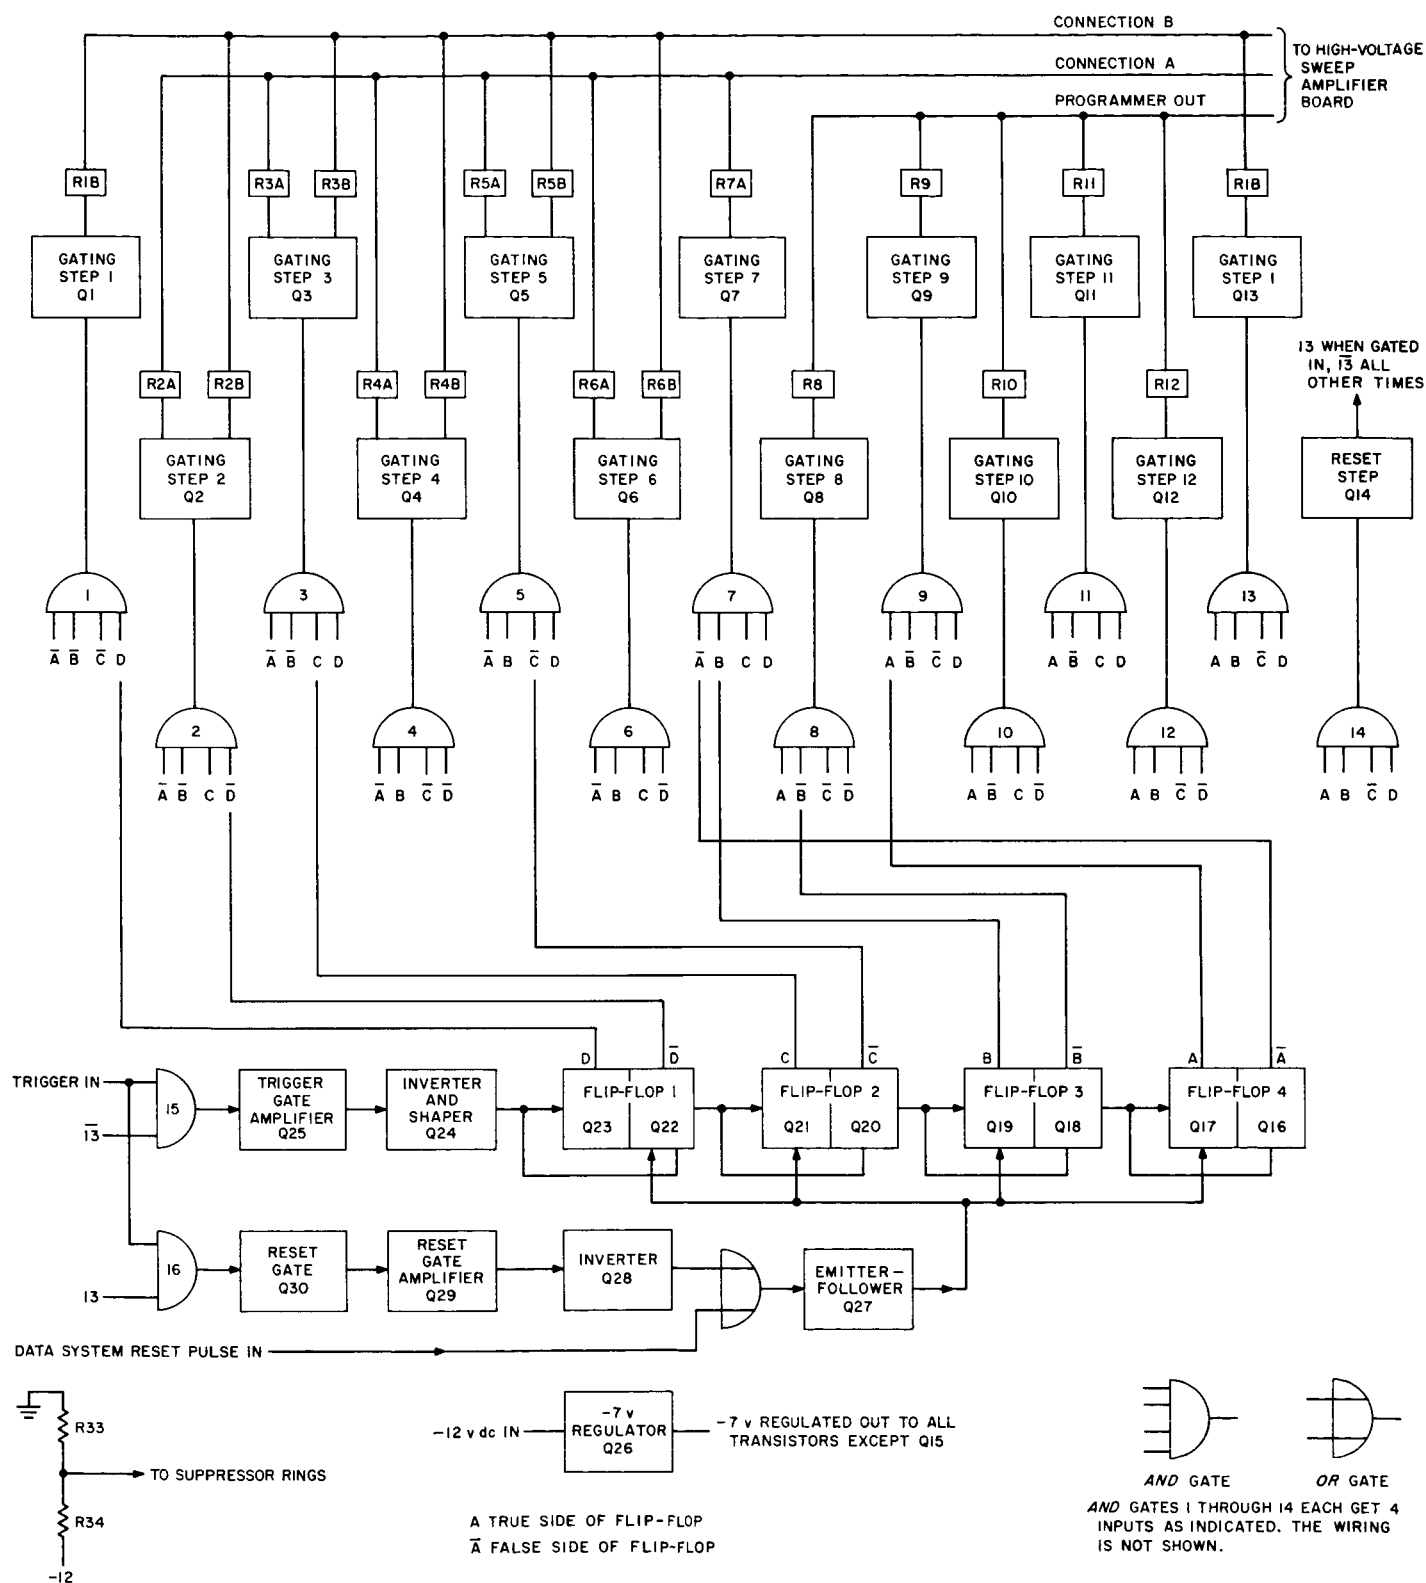 CONNECTION B
TO HIGH-VOLTAGE
SWEEP
AMPLIFIER
BOARD
CONNECTION A
PROGRAMMER OUT
R1B
R3A
R3B
R5A
R5B
R7A
R9
R11
R1B
GATING
STEP 1
Q1
GATING
STEP 3
Q3
GATING
STEP 5
Q5
GATING
STEP 7
Q7
GATING
STEP 9
Q9
GATING
STEP 11
Q11
GATING
STEP 1
Q13
13 WHEN GATED
IN, 1̅3̅ ALL
OTHER TIMES
R2A
R2B
R4A
R4B
R6A
R6B
R8
R10
R12
GATING
STEP 2
Q2
GATING
STEP 4
Q4
GATING
STEP 6
Q6
GATING
STEP 8
Q8
GATING
STEP 10
Q10
GATING
STEP 12
Q12
RESET
STEP
Q14
1
3
5
7
9
11
13
A̅ B̅ C̅ D
A̅ B̅ C D
A̅ B C̅ D
A̅ B C D
A B̅ C̅ D
A B̅ C D
A B C̅ D
2
4
6
8
10
12
14
A̅ B̅ C D̅
A̅ B C̅ D̅
A̅ B C D̅
A B̅ C̅ D̅
A B̅ C D̅
A B C̅ D̅
A B C̅ D
D D̅
C C̅
B B̅
A A̅
TRIGGER IN
15
1̅3̅
TRIGGER
GATE
AMPLIFIER
Q25
INVERTER
AND
SHAPER
Q24
FLIP-FLOP 1
Q23 Q22
FLIP-FLOP 2
Q21 Q20
FLIP-FLOP 3
Q19 Q18
FLIP-FLOP 4
Q17 Q16
16
13
RESET
GATE
Q30
RESET
GATE
AMPLIFIER
Q29
INVERTER
Q28
EMITTER-
FOLLOWER
Q27
DATA SYSTEM RESET PULSE IN
R33
TO SUPPRESSOR RINGS
R34
-12
-12 v dc IN
-7 v
REGULATOR
Q26
-7 v REGULATED OUT TO ALL
TRANSISTORS EXCEPT Q15
A TRUE SIDE OF FLIP-FLOP
A̅ FALSE SIDE OF FLIP-FLOP
AND GATE
OR GATE
AND GATES 1 THROUGH 14 EACH GET 4
INPUTS AS INDICATED. THE WIRING
IS NOT SHOWN.